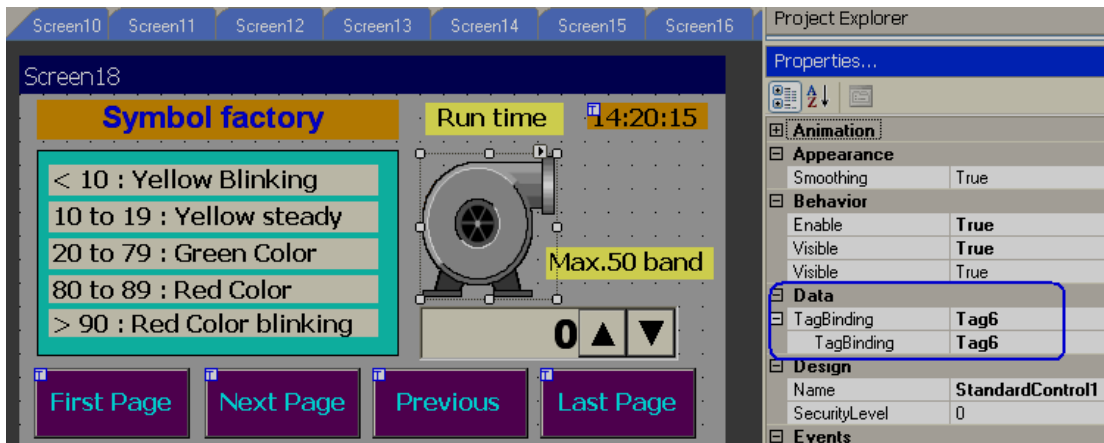 Screen10 Screen11 Screen12 Screen13 Screen14 Screen15 Screen16
Project Explorer
Properties...
Screen18
Symbol factory
Run time
14:20:15
< 10 : Yellow Blinking
10 to 19 : Yellow steady
20 to 79 : Green Color
80 to 89 : Red Color
> 90 : Red Color blinking
Max.50 band
0
First Page
Next Page
Previous
Last Page
Animation
Appearance
Smoothing True
Behavior
Enable True
Visible True
Visible True
Data
TagBinding Tag6
TagBinding Tag6
Design
Name StandardControl1
SecurityLevel 0
Events